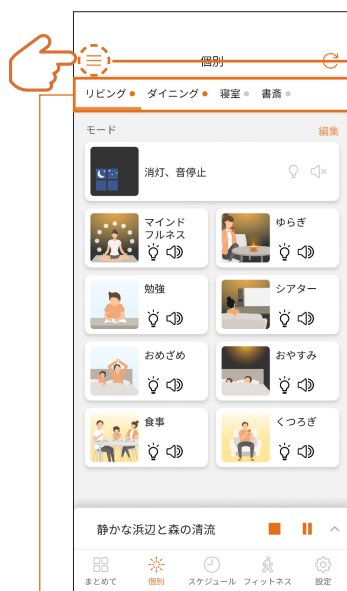 個別
リビング ダイニング 寝室 書斎
モード 編集
消灯、音停止
マインド
フルネス
ゆらぎ
勉強
シアター
おめざめ
おやすみ
食事
くつろぎ
静かな浜辺と森の清流
まとめて 個別 スケジュール フィットネス 設定